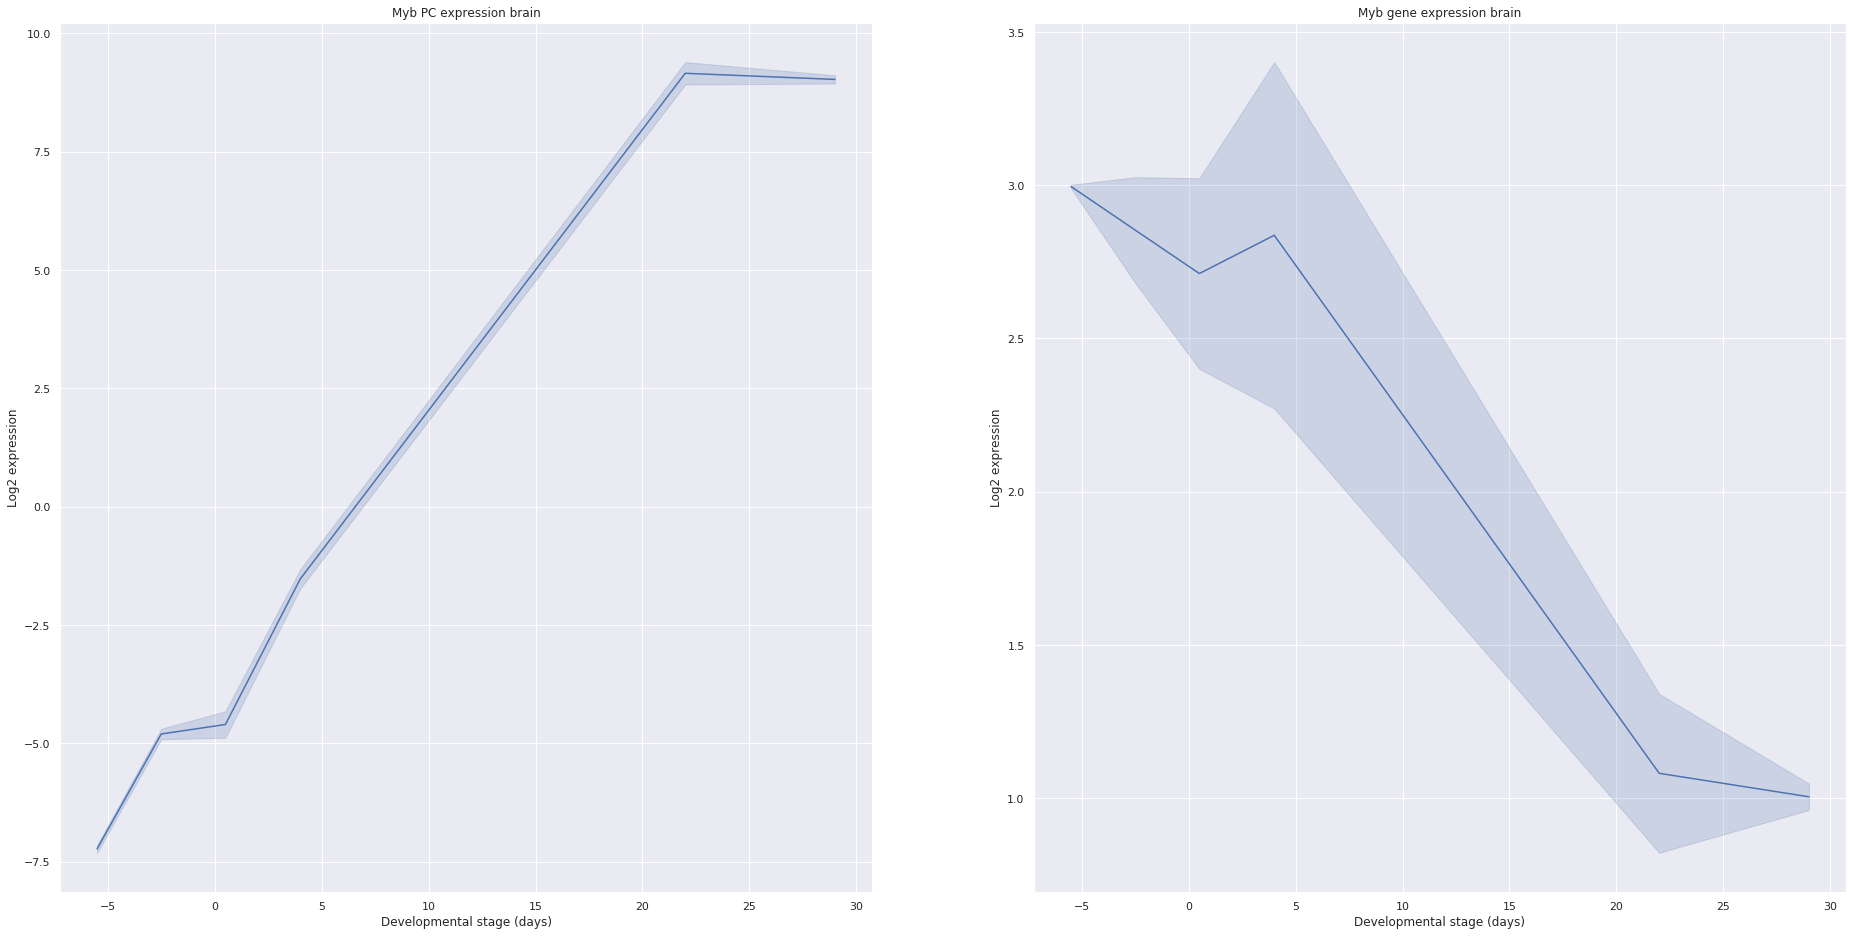 Myb PC expression brain
Log2 expression
10.0
7.5
5.0
2.5
0.0
−2.5
−5.0
−7.5
−5 0 5 10 15 20 25 30
Developmental stage (days)
Myb gene expression brain
Log2 expression
3.5
3.0
2.5
2.0
1.5
1.0
−5 0 5 10 15 20 25 30
Developmental stage (days)